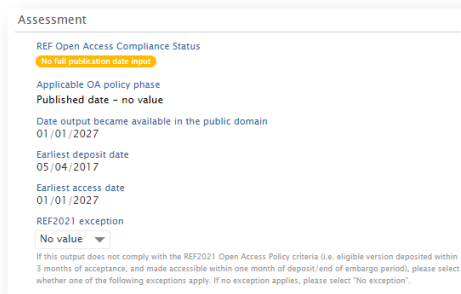 Assessment
REF Open Access Compliance Status
No full publication date input
Applicable OA policy phase
Published date – no value
Date output became available in the public domain
01/01/2027
Earliest deposit date
05/04/2017
Earliest access date
01/01/2027
REF2021 exception
No value
If this output does not comply with the REF2021 Open Access Policy criteria (i.e. eligible version deposited within
3 months of acceptance, and made accessible within one month of deposit/end of embargo period), please select
whether one of the following exceptions apply. If no exception applies, please select "No exception".